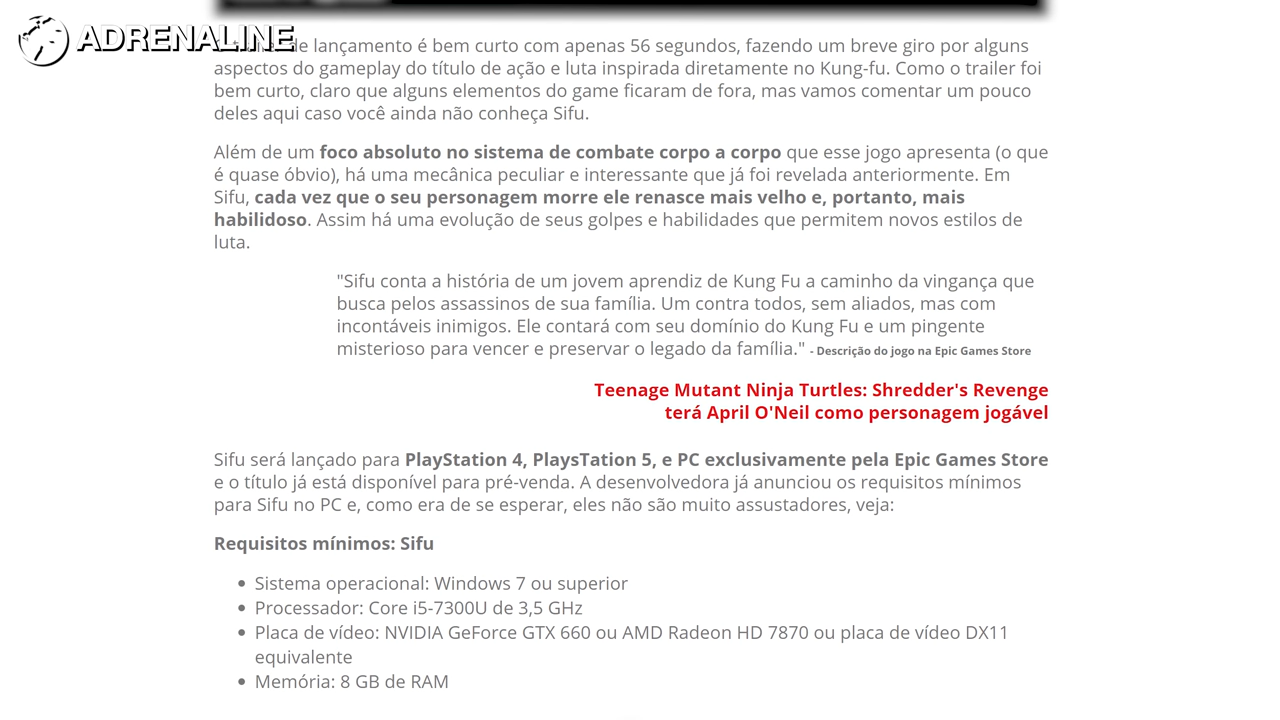 ADRENALINE
de lançamento é bem curto com apenas 56 segundos, fazendo um breve giro por alguns
aspectos do gameplay do título de ação e luta inspirada diretamente no Kung-fu. Como o trailer foi
bem curto, claro que alguns elementos do game ficaram de fora, mas vamos comentar um pouco
deles aqui caso você ainda não conheça Sifu.
Além de um foco absoluto no sistema de combate corpo a corpo que esse jogo apresenta (o que
é quase óbvio), há uma mecânica peculiar e interessante que já foi revelada anteriormente. Em
Sifu, cada vez que o seu personagem morre ele renasce mais velho e, portanto, mais
habilidoso. Assim há uma evolução de seus golpes e habilidades que permitem novos estilos de
luta.
"Sifu conta a história de um jovem aprendiz de Kung Fu a caminho da vingança que
busca pelos assassinos de sua família. Um contra todos, sem aliados, mas com
incontáveis inimigos. Ele contará com seu domínio do Kung Fu e um pingente
misterioso para vencer e preservar o legado da família." - Descrição do jogo na Epic Games Store
Teenage Mutant Ninja Turtles: Shredder's Revenge
terá April O'Neil como personagem jogável
Sifu será lançado para PlayStation 4, PlaysTation 5, e PC exclusivamente pela Epic Games Store
e o título já está disponível para pré-venda. A desenvolvedora já anunciou os requisitos mínimos
para Sifu no PC e, como era de se esperar, eles não são muito assustadores, veja:
Requisitos mínimos: Sifu
• Sistema operacional: Windows 7 ou superior
• Processador: Core i5-7300U de 3,5 GHz
• Placa de vídeo: NVIDIA GeForce GTX 660 ou AMD Radeon HD 7870 ou placa de vídeo DX11
equivalente
• Memória: 8 GB de RAM